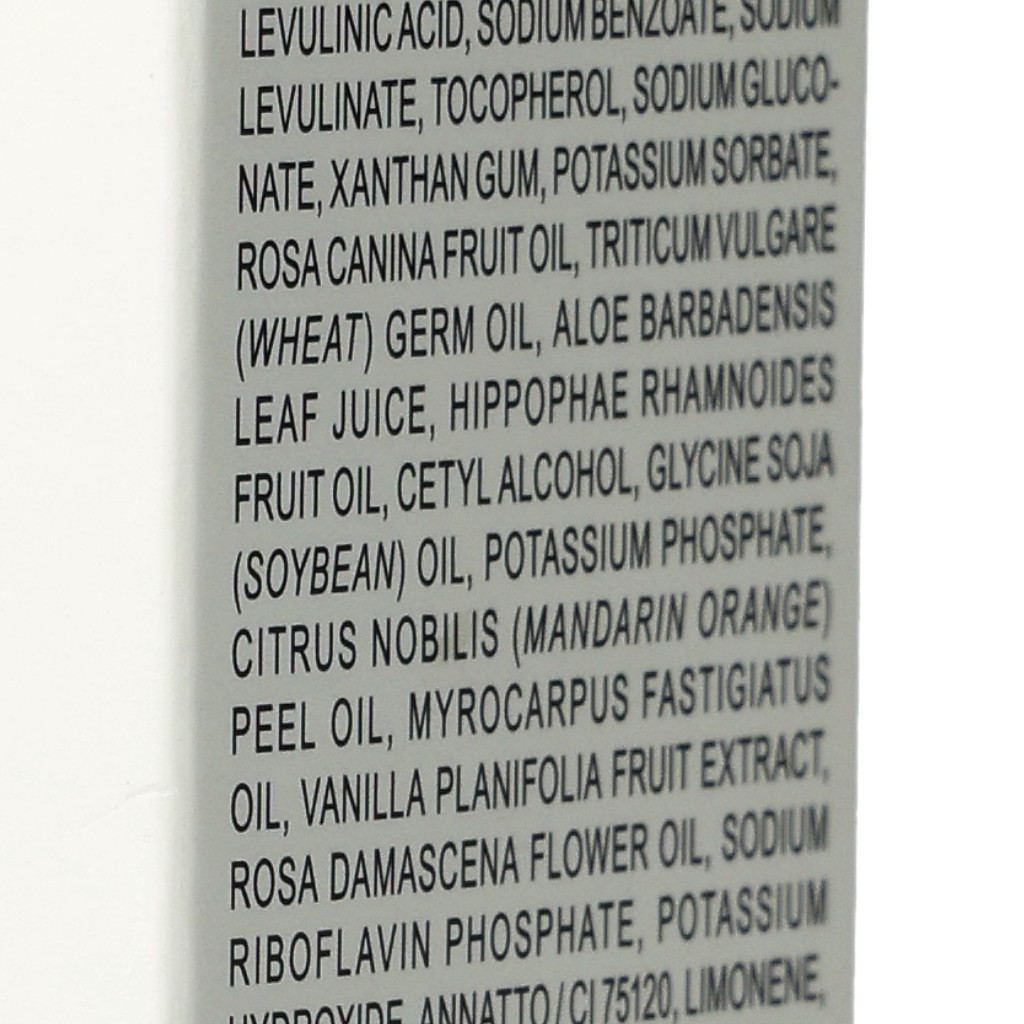 LEVULINIC ACID, SODIUM BENZOATE, SODIUM
LEVULINATE, TOCOPHEROL, SODIUM GLUCO-
NATE, XANTHAN GUM, POTASSIUM SORBATE,
ROSA CANINA FRUIT OIL, TRITICUM VULGARE
(WHEAT) GERM OIL, ALOE BARBADENSIS
LEAF JUICE, HIPPOPHAE RHAMNOIDES
FRUIT OIL, CETYL ALCOHOL, GLYCINE SOJA
(SOYBEAN) OIL, POTASSIUM PHOSPHATE,
CITRUS NOBILIS (MANDARIN ORANGE)
PEEL OIL, MYROCARPUS FASTIGIATUS
OIL, VANILLA PLANIFOLIA FRUIT EXTRACT,
ROSA DAMASCENA FLOWER OIL, SODIUM
RIBOFLAVIN PHOSPHATE, POTASSIUM
HYDROXIDE, ANNATTO / CI 75120, LIMONENE,